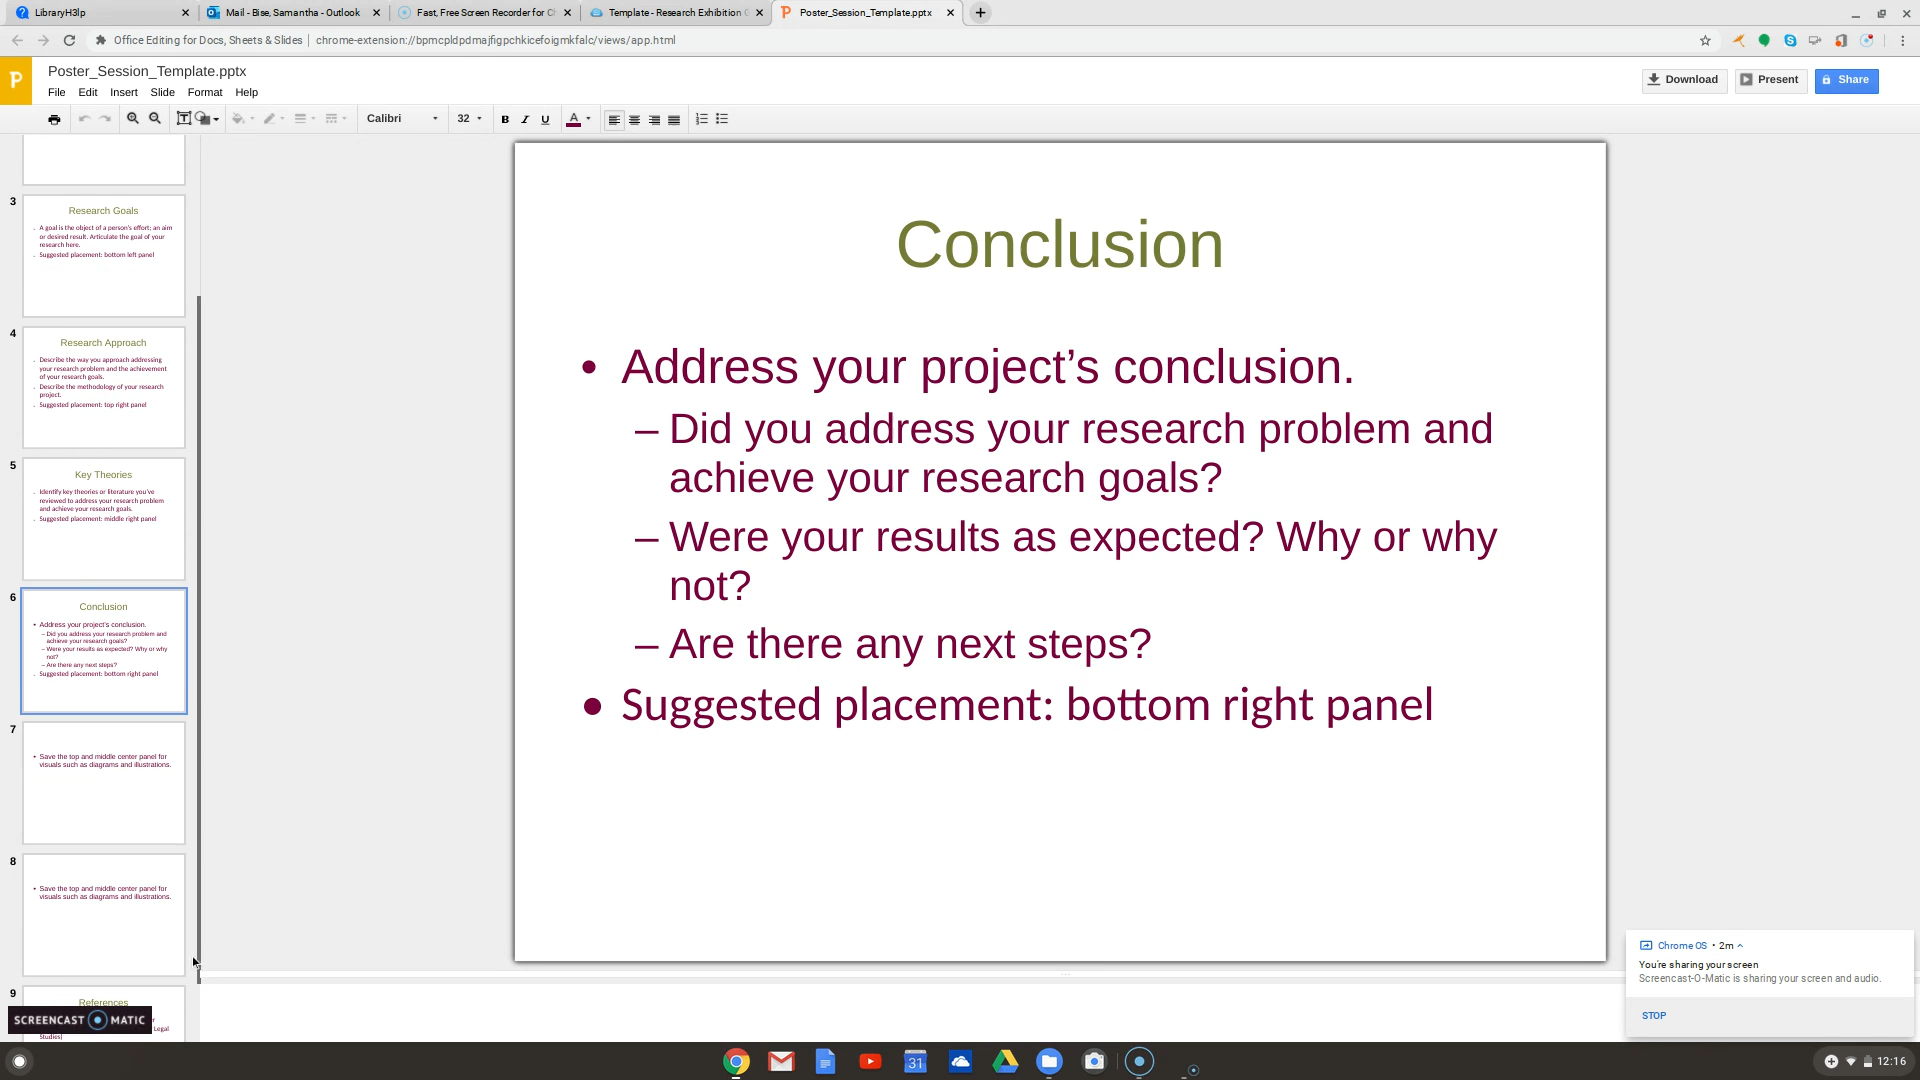 LibraryH3lp
Mail - Bise, Samantha - Outlook
Fast, Free Screen Recorder for C
Template - Research Exhibition
Poster_Session_Template.pptx
Office Editing for Docs, Sheets & Slides
chrome-extension://bpmcpldpdmajfigpchkicefoigmkfalc/views/app.html
Poster_Session_Template.pptx
File Edit Insert Slide Format Help
Download
Present
Share
Calibri
32
B I U A
3
Research Goals
A goal is the object of a person's effort; an aim
or desired result. Articulate the goal of your
research here.
Suggested placement: bottom left panel
4
Research Approach
Describe the way you approach addressing
your research problem and the achievement
of your research goals.
Describe the methodology of your research
project.
Suggested placement: top right panel
5
Key Theories
Identify key theories or literature you've
reviewed to address your research problem
and achieve your research goals.
Suggested placement: middle right panel
6
Conclusion
• Address your project's conclusion.
– Did you address your research problem and
achieve your research goals?
– Were your results as expected? Why or why
not?
– Are there any next steps?
Suggested placement: bottom right panel
7
• Save the top and middle center panel for
visuals such as diagrams and illustrations.
8
• Save the top and middle center panel for
visuals such as diagrams and illustrations.
9
References
Legal
Studies)
SCREENCAST MATIC
Conclusion
• Address your project’s conclusion.
– Did you address your research problem and
achieve your research goals?
– Were your results as expected? Why or why
not?
– Are there any next steps?
• Suggested placement: bottom right panel
Chrome OS • 2m
You're sharing your screen
Screencast-O-Matic is sharing your screen and audio.
STOP
31
12:16